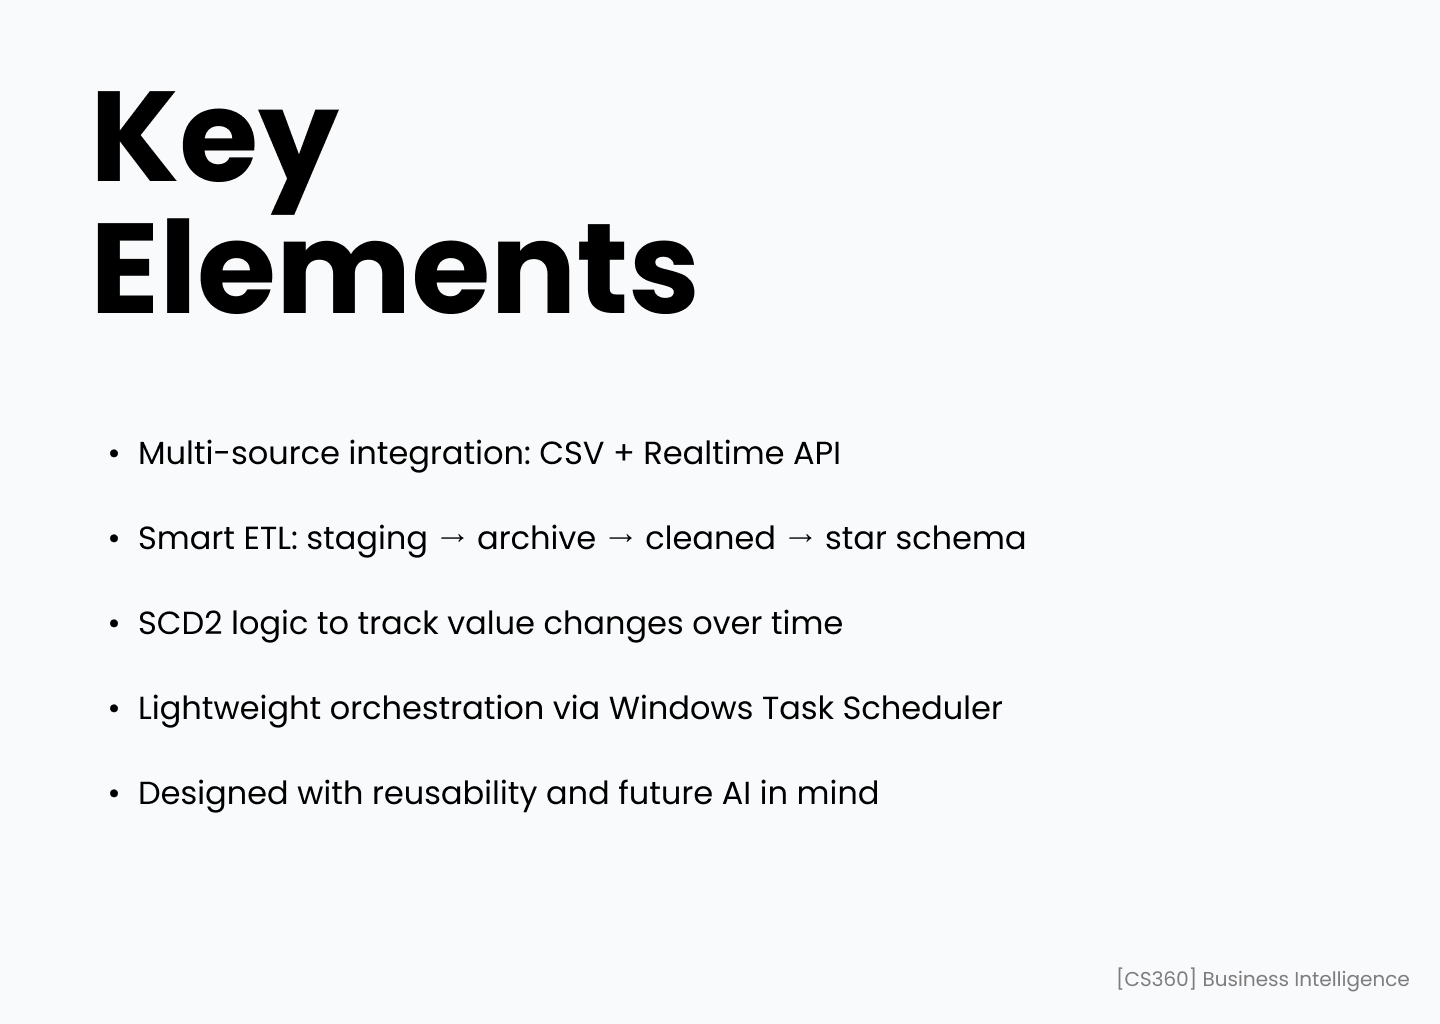 Key
Elements
• Multi-source integration: CSV + Realtime API
• Smart ETL: staging → archive → cleaned → star schema
• SCD2 logic to track value changes over time
• Lightweight orchestration via Windows Task Scheduler
• Designed with reusability and future AI in mind
[CS360] Business Intelligence